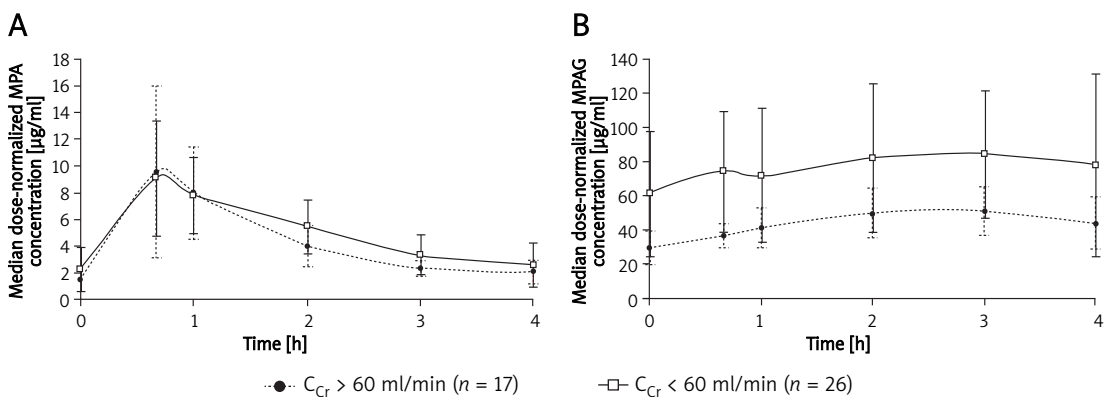 A
Median dose-normalized MPA
concentration [µg/ml]
18
16
14
12
10
8
6
4
2
0
0 1 2 3 4
Time [h]
B
Median dose-normalized MPAG
concentration [µg/ml]
140
120
100
80
60
40
20
0
0 1 2 3 4
Time [h]
C_Cr > 60 ml/min (n = 17)
C_Cr < 60 ml/min (n = 26)